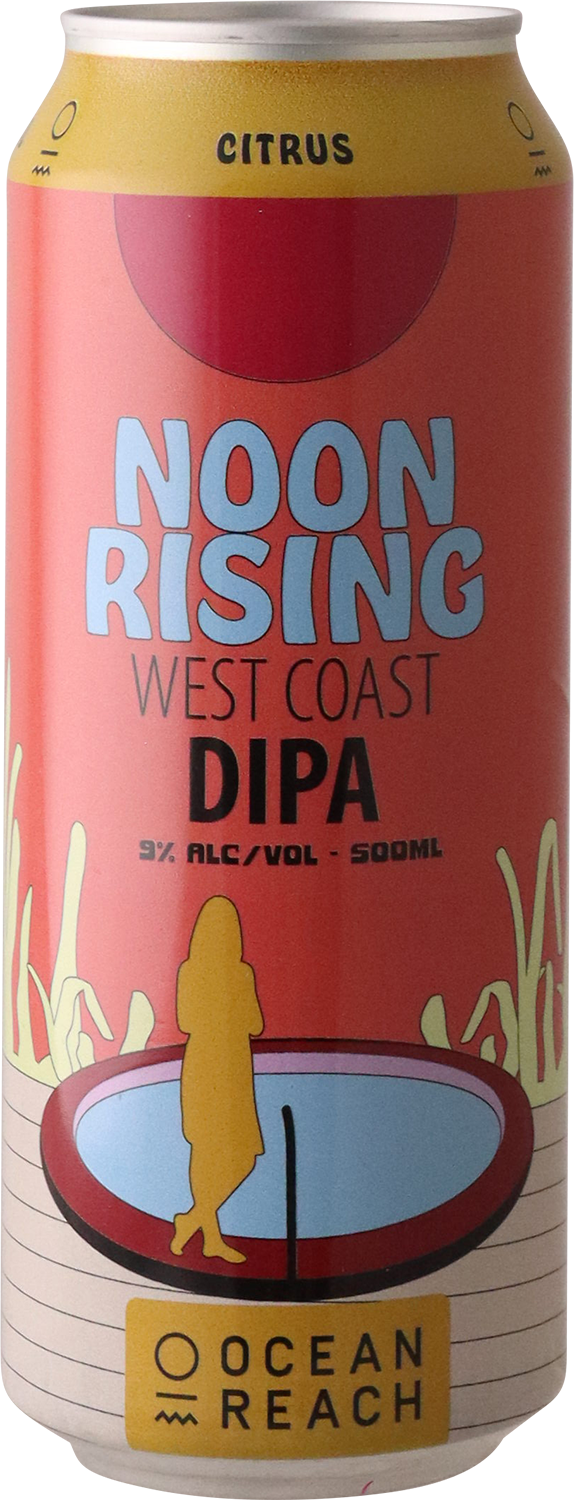 CITRUS
NOON
RISING
WEST COAST
DIPA
9% ALC/VOL - 500ML
OCEAN
REACH